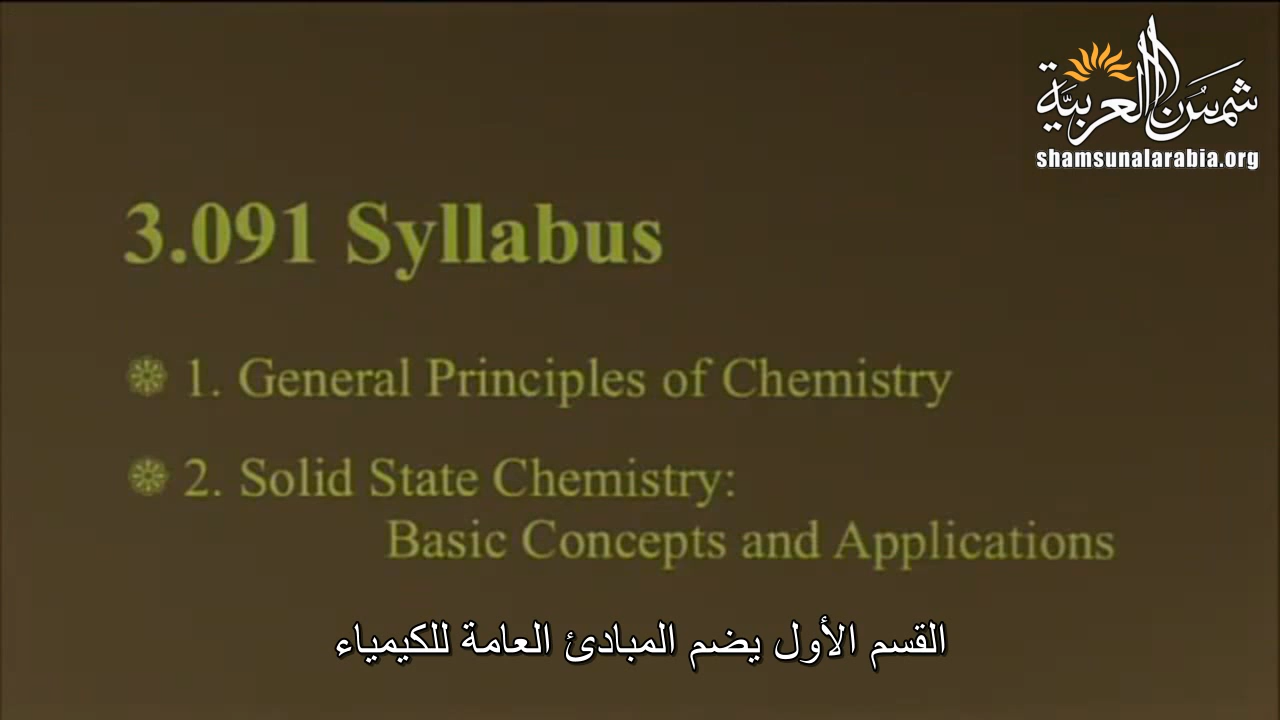 شمس العربية
shamsunalarabia.org
3.091 Syllabus
1. General Principles of Chemistry
2. Solid State Chemistry:
Basic Concepts and Applications
القسم الأول يضم المبادئ العامة للكيمياء